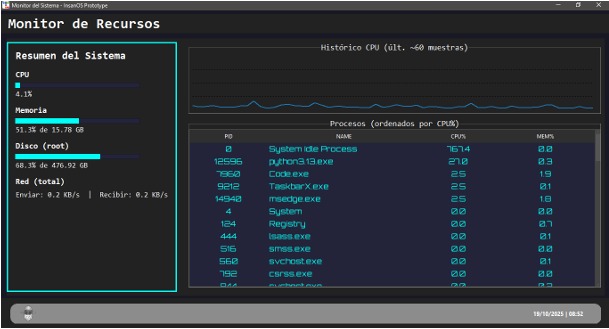 Monitor del Sistema - InsanOS Prototype
Monitor de Recursos
Resumen del Sistema
CPU
4.1%
Memoria
51.3% de 15.78 GB
Disco (root)
68.3% de 476.92 GB
Red (total)
Enviar: 0.2 KB/s | Recibir: 0.2 KB/s
Histórico CPU (últ. ~60 muestras)
Procesos (ordenados por CPU%)
PID NAME CPU% MEM%
0 System Idle Process 767.4 0.0
12596 python3.13.exe 27.0 0.3
7960 Code.exe 2.5 1.9
9212 TaskbarX.exe 2.5 0.1
14940 msedge.exe 2.5 1.8
4 System 0.0 0.0
124 Registry 0.0 0.7
444 lsass.exe 0.0 0.1
516 smss.exe 0.0 0.0
560 svchost.exe 0.0 0.1
792 csrss.exe 0.0 0.0
844 svchost.exe 0.0 0.2
19/10/2025 | 08:52